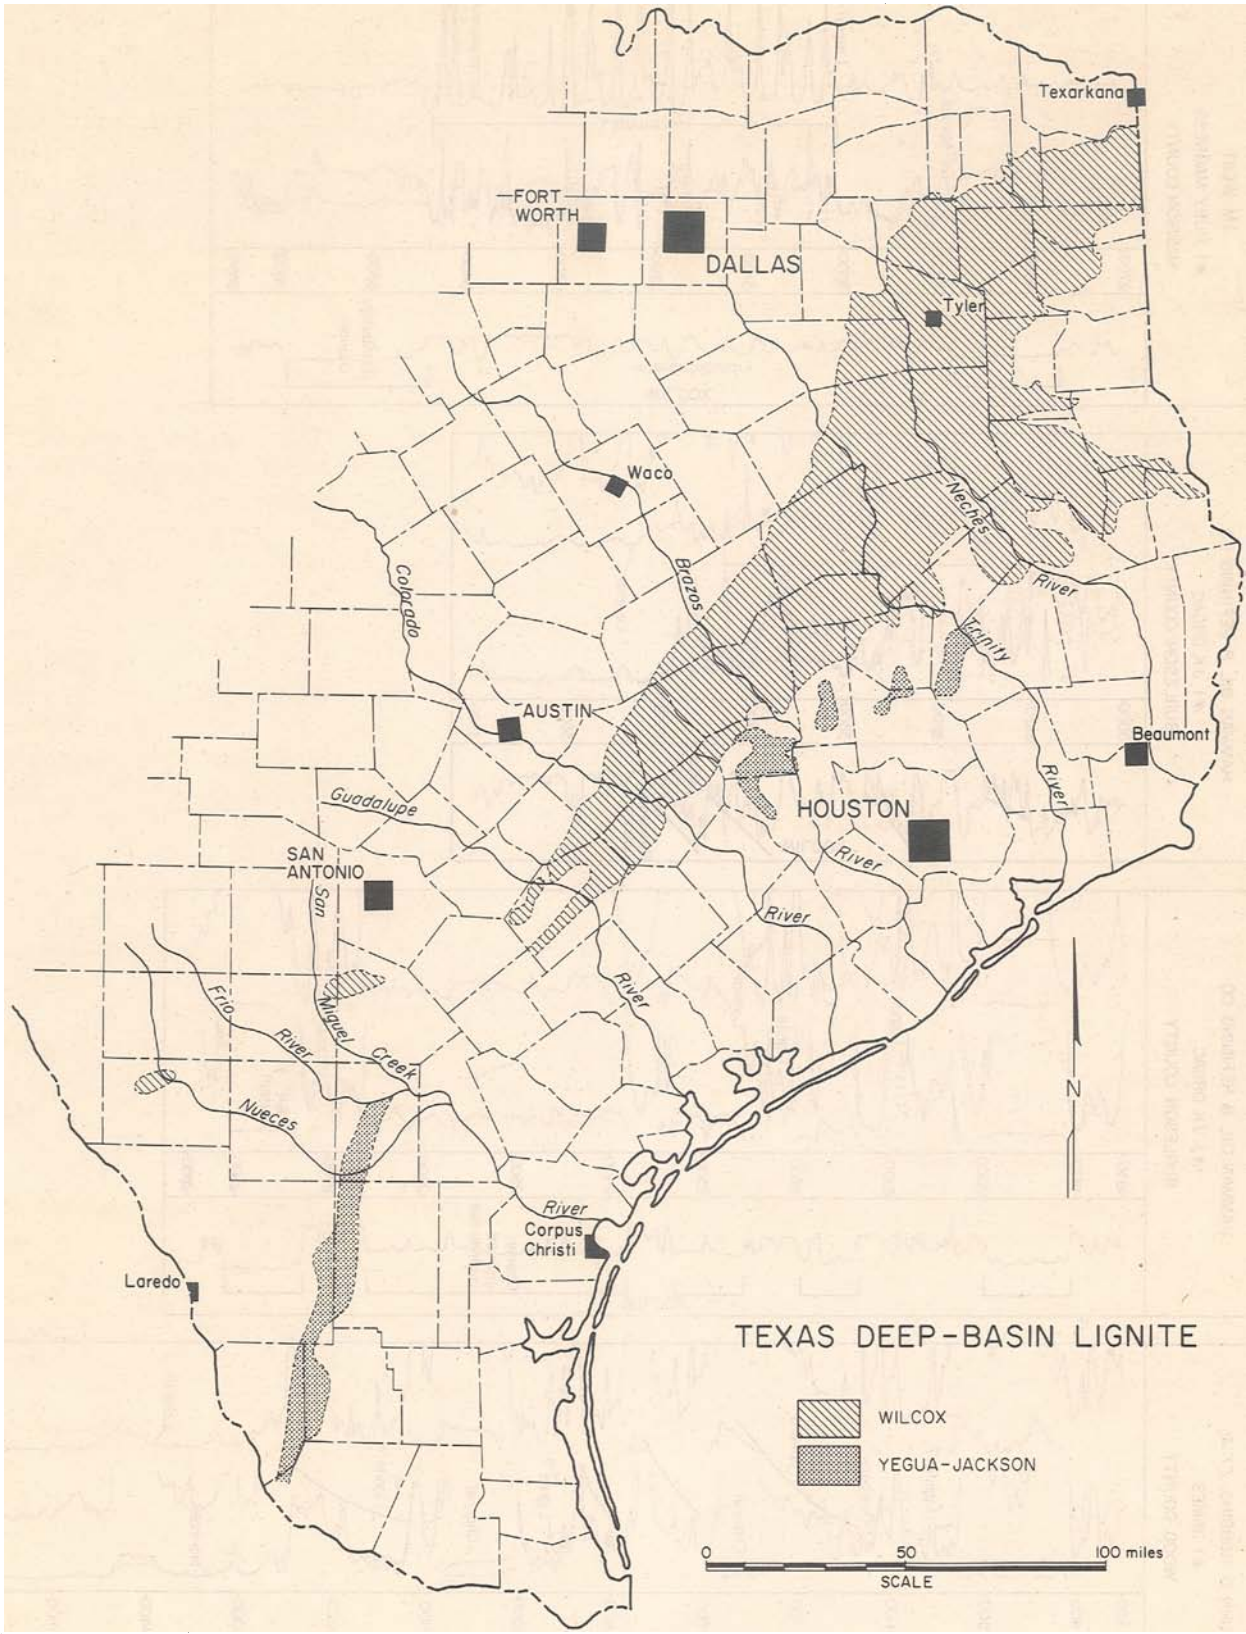 Texarkana
FORT
WORTH
DALLAS
Tyler
Waco
Neches
River
Brazos
Colorado
Trinity
AUSTIN
Beaumont
Guadalupe
HOUSTON
River
River
SAN
ANTONIO
San
River
River
Miquel
Creek
Frio
River
N
Nueces
River
Corpus
Christi
Laredo
TEXAS DEEP-BASIN LIGNITE
WILCOX
YEGUA-JACKSON
0 50 100 miles
SCALE